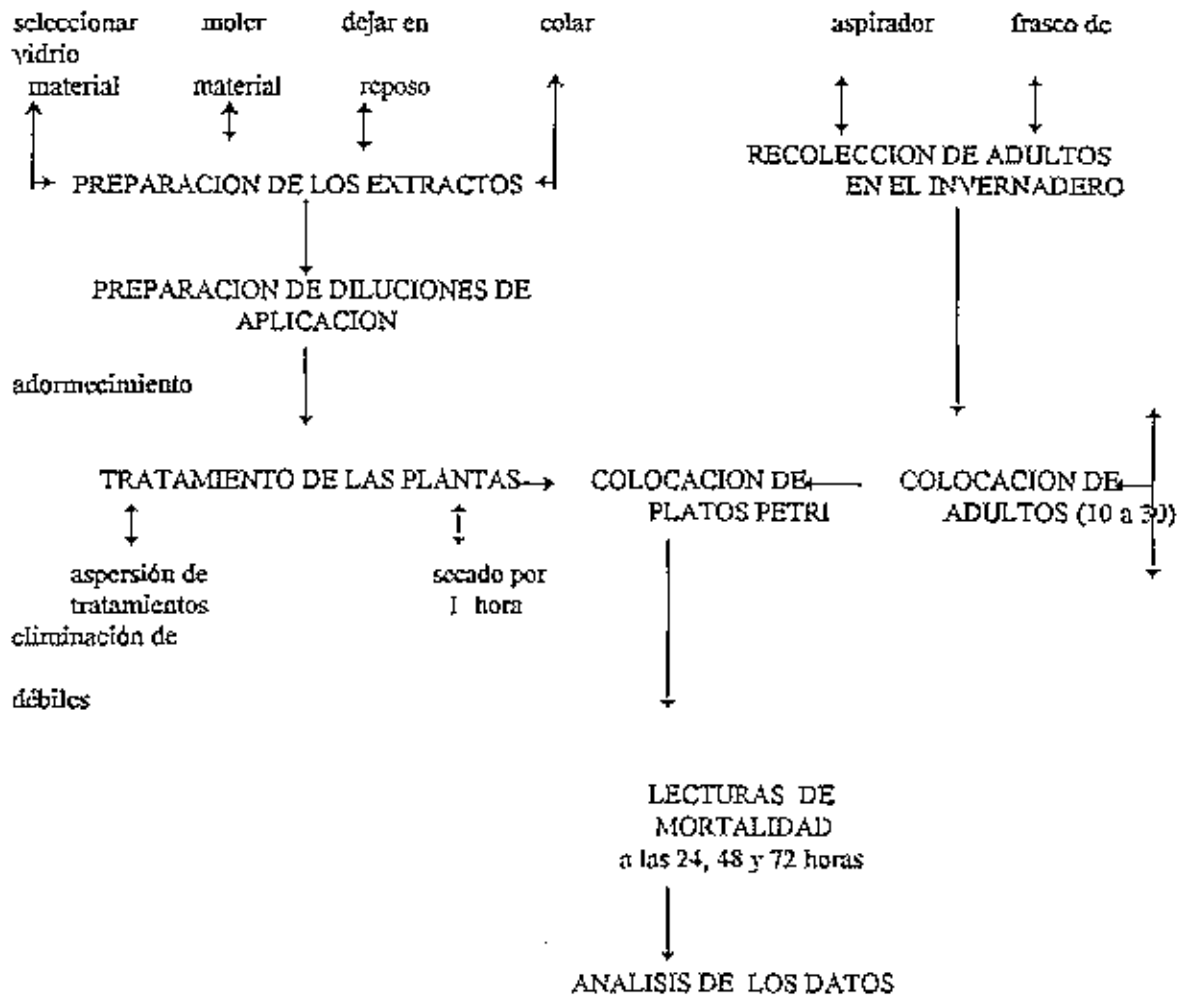 seleccionar moler dejar en colar aspirador frasco de
vidrio
material material reposo
RECOLECCION DE ADULTOS
PREPARACION DE LOS EXTRACTOS EN EL INVERNADERO
PREPARACION DE DILUCIONES DE
APLICACION
adormecimiento
TRATAMIENTO DE LAS PLANTAS COLOCACION DE COLOCACION DE
PLATOS PETRI ADULTOS (10 a 30)
aspersión de secado por
tratamientos 1 hora
eliminación de
débiles
LECTURAS DE
MORTALIDAD
a las 24, 48 y 72 horas
ANALISIS DE LOS DATOS